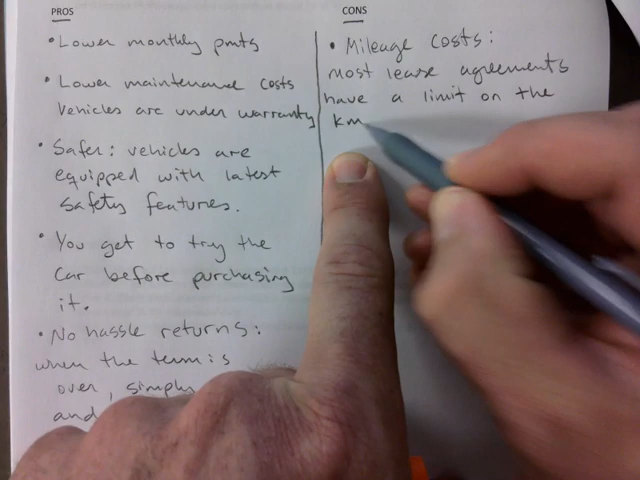 PROS
• Lower monthly pmts
• Lower maintenance costs
Vehicles are under warranty
• Safer: vehicles are
equipped with latest
safety features.
• You get to try the
car before purchasing
it.
• No hassle returns:
when the term is
over, simply
and
CONS
• Mileage costs:
most lease agreements
have a limit on the
km